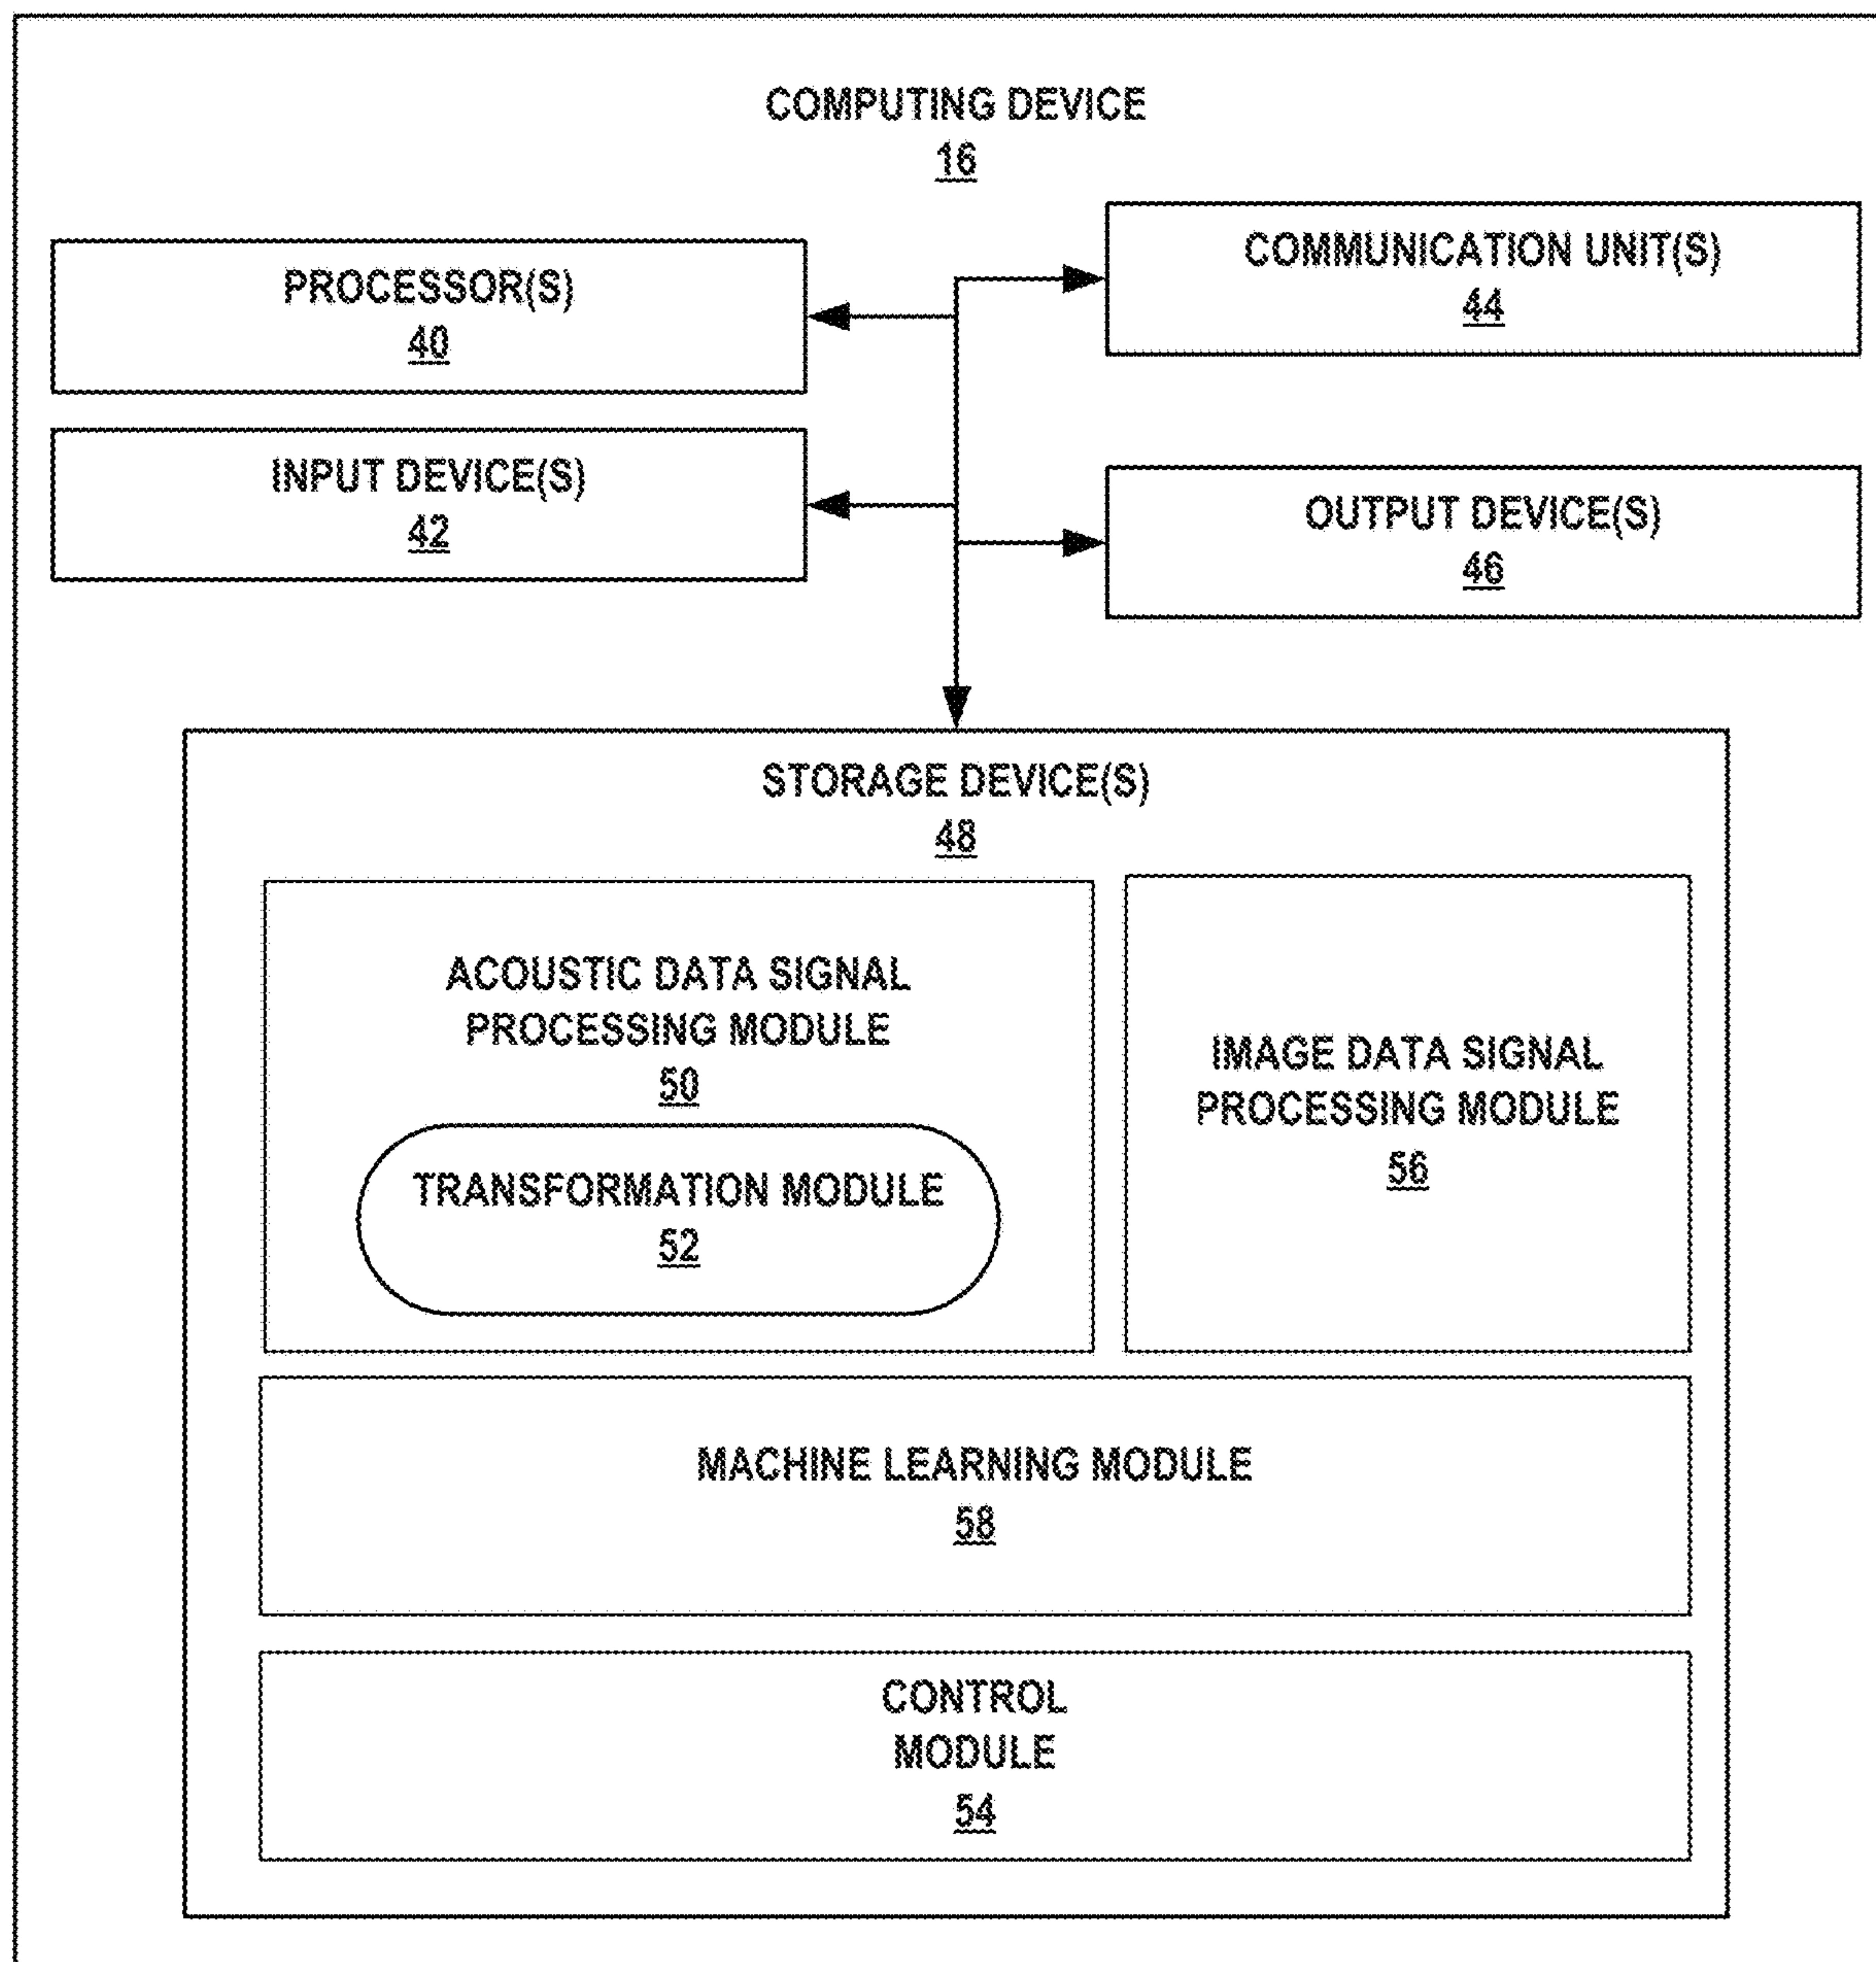 COMPUTING DEVICE
16
PROCESSOR(S)
40
COMMUNICATION UNIT(S)
44
INPUT DEVICE(S)
42
OUTPUT DEVICE(S)
46
STORAGE DEVICE(S)
48
ACOUSTIC DATA SIGNAL
PROCESSING MODULE
50
TRANSFORMATION MODULE
52
IMAGE DATA SIGNAL
PROCESSING MODULE
56
MACHINE LEARNING MODULE
58
CONTROL
MODULE
54